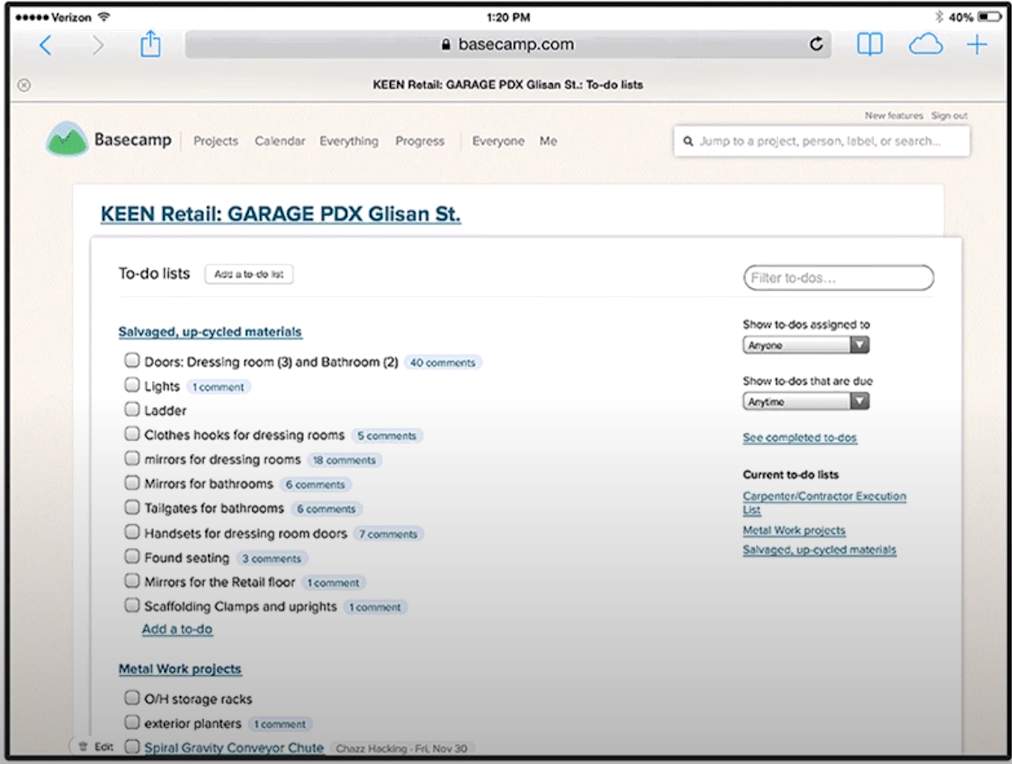 Verizon 1:20 PM 40%
basecamp.com
KEEN Retail: GARAGE PDX Glisan St.: To-do lists
New features Sign out
Basecamp Projects Calendar Everything Progress Everyone Me
Jump to a project, person, label, or search...
KEEN Retail: GARAGE PDX Glisan St.
To-do lists Add a to-do list
Filter to-dos...
Salvaged, up-cycled materials
Doors: Dressing room (3) and Bathroom (2) 40 comments
Lights 1 comment
Ladder
Clothes hooks for dressing rooms 5 comments
mirrors for dressing rooms 18 comments
Mirrors for bathrooms 6 comments
Tailgates for bathrooms 6 comments
Handsets for dressing room doors 7 comments
Found seating 3 comments
Mirrors for the Retail floor 1 comment
Scaffolding Clamps and uprights 1 comment
Add a to-do
Metal Work projects
O/H storage racks
exterior planters 1 comment
Edit Spiral Gravity Conveyor Chute Chazz Hacking - Fri, Nov 30
Show to-dos assigned to
Anyone
Show to-dos that are due
Anytime
See completed to-dos
Current to-do lists
Carpenter/Contractor Execution
List
Metal Work projects
Salvaged, up-cycled materials